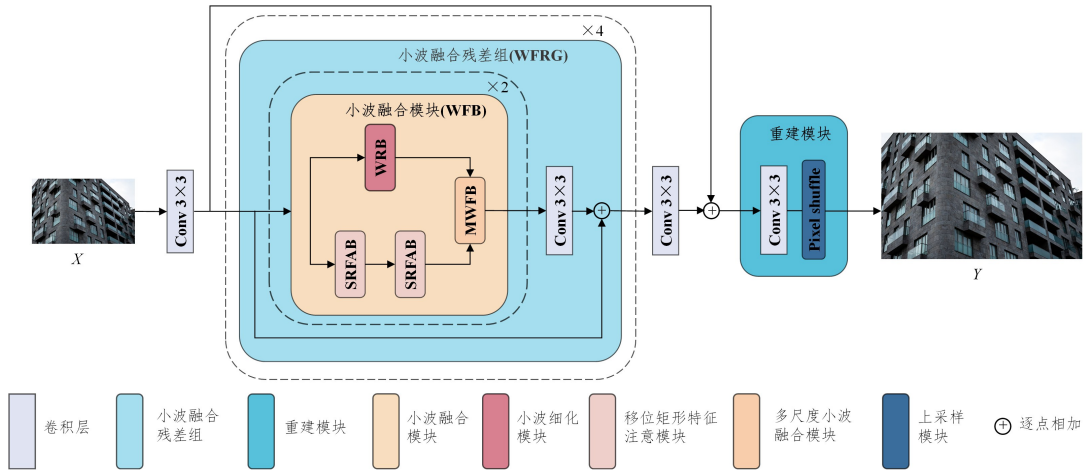 ×4
小波融合残差组(WFRG)
×2
小波融合模块(WFB)
WRB
MWFB
SRFAB
SRFAB
X
Conv 3×3
Conv 3×3
Conv 3×3
重建模块
Conv 3×3
Pixel shuffle
Y
卷积层
小波融合
残差组
重建模块
小波融合
模块
小波细化
模块
移位矩形特征
注意模块
多尺度小波
融合模块
上采样
模块
逐点相加